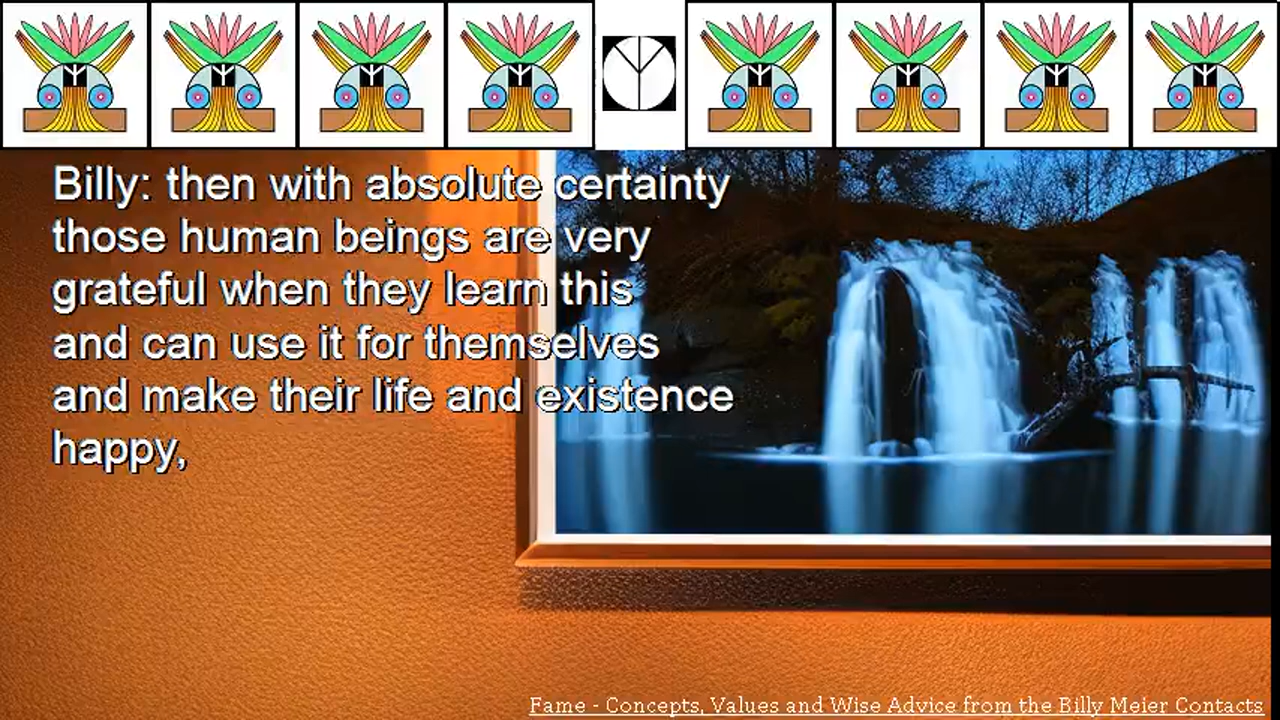 Billy: then with absolute certainty
those human beings are very
grateful when they learn this
and can use it for themselves
and make their life and existence
happy,
Fame - Concepts, Values and Wise Advice from the Billy Meier Contacts